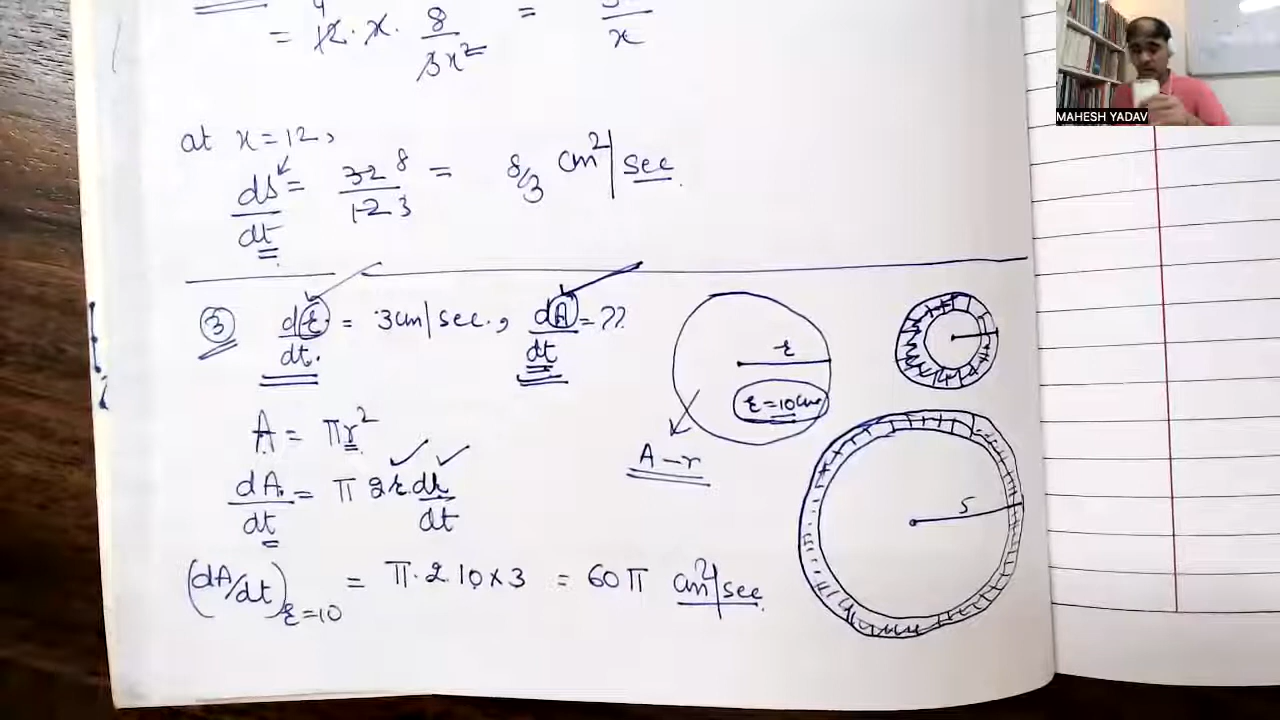 = 12 · x · 8/3x² = /x
4
MAHESH YADAV
at x = 12,
ds/dt = 32/12 = 8/3 cm²/sec.
8
3
③ dr/dt. = 3cm/sec., dA/dt = ??
r
r = 10cm
A = πr²
A – r
dA/dt = π 2r. dr/dt
5
(dA/dt)r=10 = π · 2 · 10 × 3 = 60π cm²/sec.